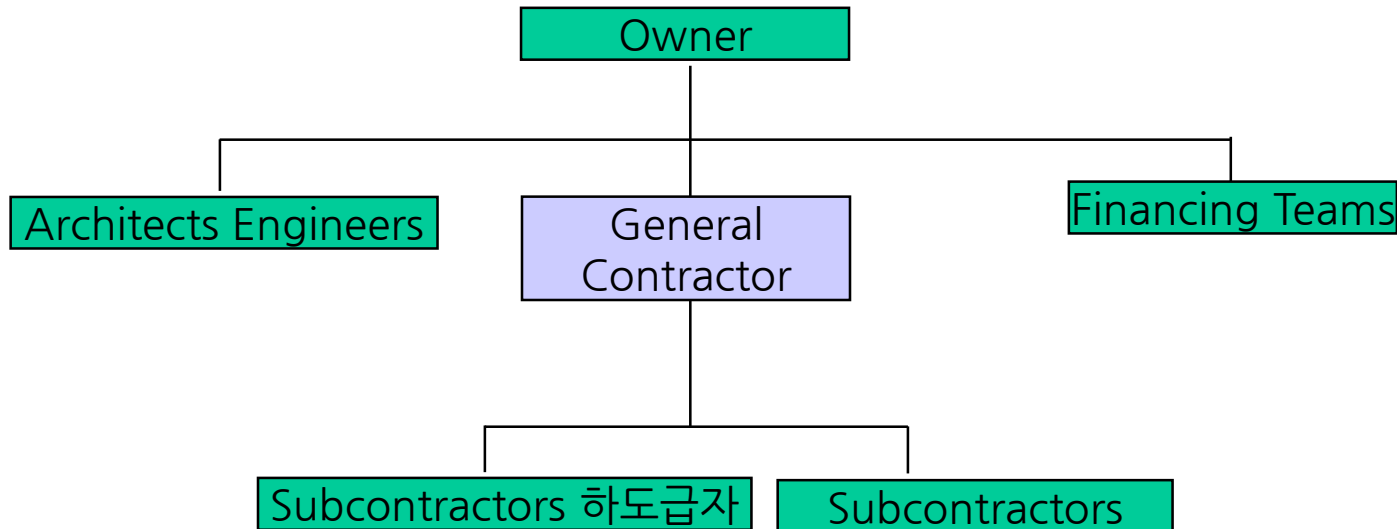 Owner
Architects Engineers
General
Contractor
Financing Teams
Subcontractors 하도급자
Subcontractors